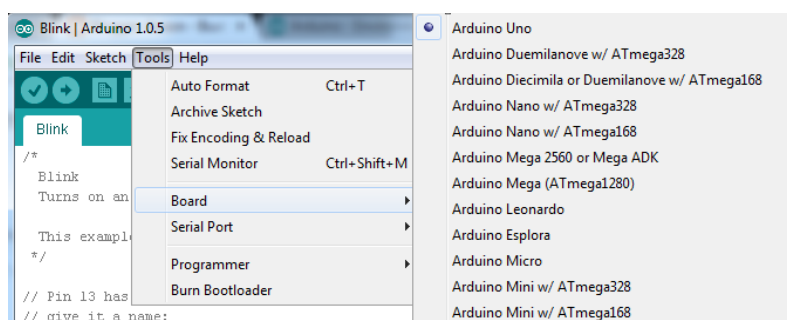 Blink | Arduino 1.0.5
File Edit Sketch Tools Help
Blink
/*
Blink
Turns on an
This example
*/
// Pin 13 has
// give it a name:
Auto Format Ctrl+T
Archive Sketch
Fix Encoding & Reload
Serial Monitor Ctrl+Shift+M
Board
Serial Port
Programmer
Burn Bootloader
Arduino Uno
Arduino Duemilanove w/ ATmega328
Arduino Diecimila or Duemilanove w/ ATmega168
Arduino Nano w/ ATmega328
Arduino Nano w/ ATmega168
Arduino Mega 2560 or Mega ADK
Arduino Mega (ATmega1280)
Arduino Leonardo
Arduino Esplora
Arduino Micro
Arduino Mini w/ ATmega328
Arduino Mini w/ ATmega168